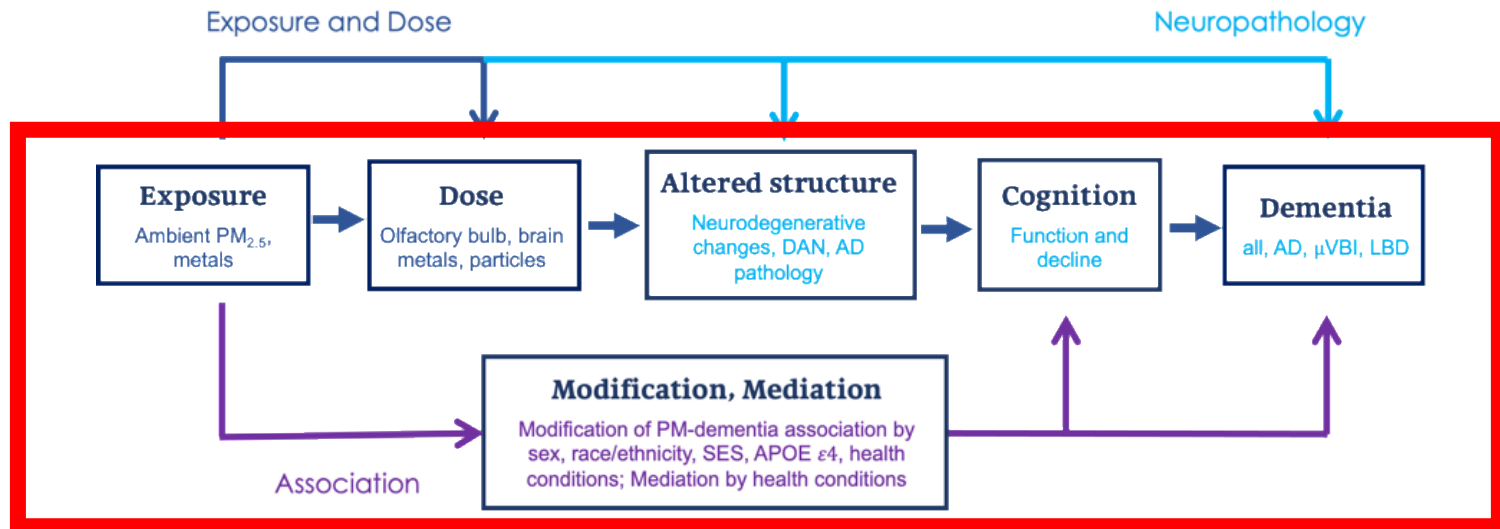 Exposure and Dose
Neuropathology
Exposure
Ambient PM₂.₅,
metals
Dose
Olfactory bulb, brain
metals, particles
Altered structure
Neurodegenerative
changes, DAN, AD
pathology
Cognition
Function and
decline
Dementia
all, AD, μVBI, LBD
Modification, Mediation
Modification of PM-dementia association by
sex, race/ethnicity, SES, APOE ε4, health
conditions; Mediation by health conditions
Association